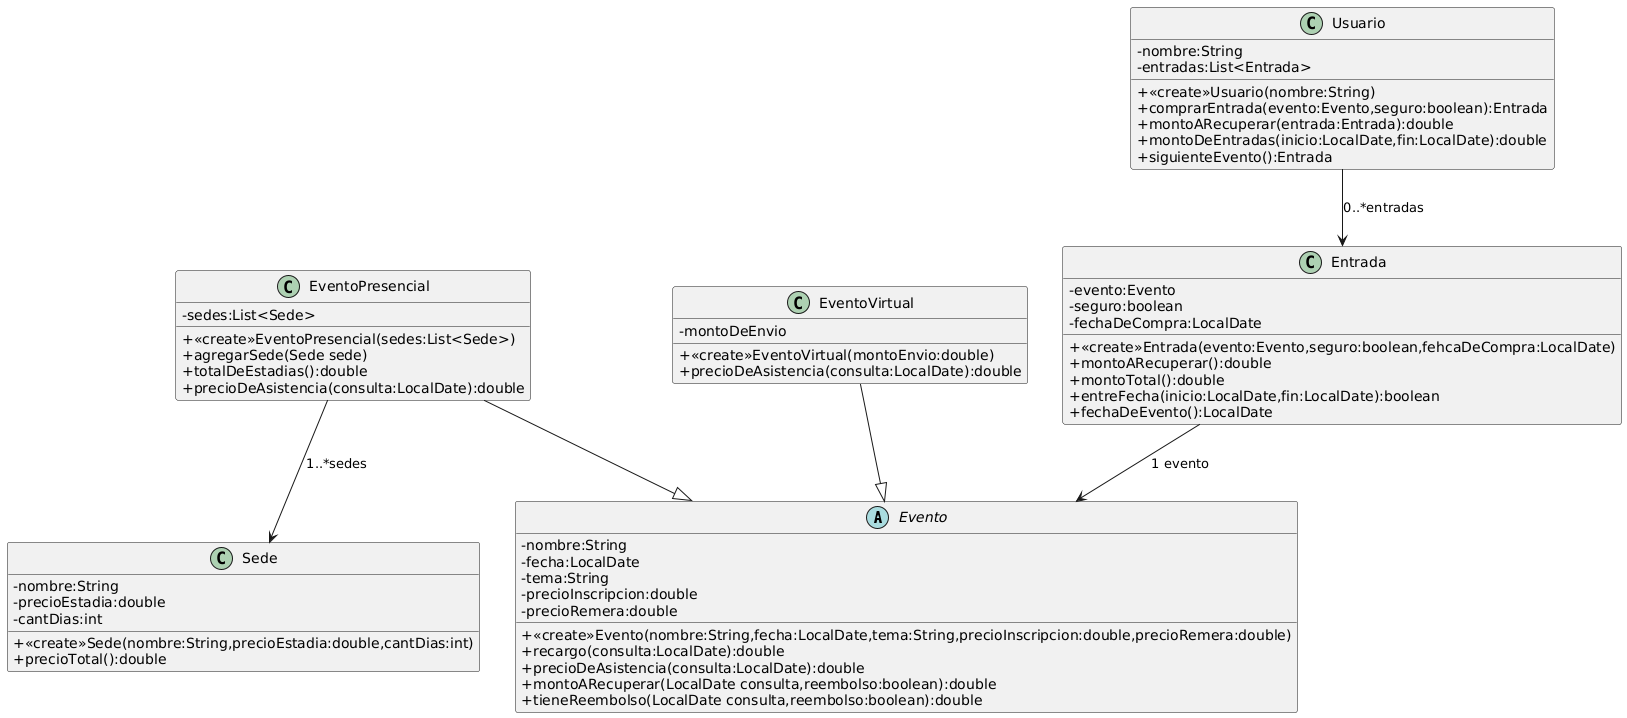 C Usuario
-nombre:String
-entradas:List<Entrada>
+«create»Usuario(nombre:String)
+comprarEntrada(evento:Evento,seguro:boolean):Entrada
+montoARecuperar(entrada:Entrada):double
+montoDeEntradas(inicio:LocalDate,fin:LocalDate):double
+siguienteEvento():Entrada
0..*entradas
C EventoPresencial
-sedes:List<Sede>
+«create»EventoPresencial(sedes:List<Sede>)
+agregarSede(Sede sede)
+totalDeEstadias():double
+precioDeAsistencia(consulta:LocalDate):double
C EventoVirtual
-montoDeEnvio
+«create»EventoVirtual(montoEnvio:double)
+precioDeAsistencia(consulta:LocalDate):double
C Entrada
-evento:Evento
-seguro:boolean
-fechaDeCompra:LocalDate
+«create»Entrada(evento:Evento,seguro:boolean,fehcaDeCompra:LocalDate)
+montoARecuperar():double
+montoTotal():double
+entreFecha(inicio:LocalDate,fin:LocalDate):boolean
+fechaDeEvento():LocalDate
1..*sedes
1 evento
C Sede
-nombre:String
-precioEstadia:double
-cantDias:int
+«create»Sede(nombre:String,precioEstadia:double,cantDias:int)
+precioTotal():double
A Evento
-nombre:String
-fecha:LocalDate
-tema:String
-precioInscripcion:double
-precioRemera:double
+«create»Evento(nombre:String,fecha:LocalDate,tema:String,precioInscripcion:double,precioRemera:double)
+recargo(consulta:LocalDate):double
+precioDeAsistencia(consulta:LocalDate):double
+montoARecuperar(LocalDate consulta,reembolso:boolean):double
+tieneReembolso(LocalDate consulta,reembolso:boolean):double